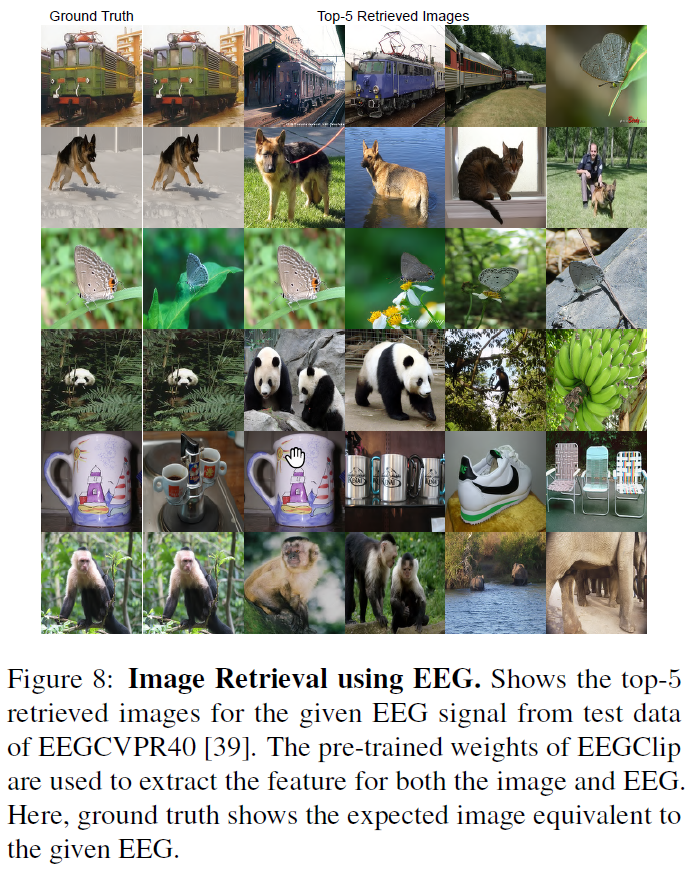 Ground Truth Top-5 Retrieved Images
Figure 8: Image Retrieval using EEG. Shows the top-5
retrieved images for the given EEG signal from test data
of EEGCVPR40 [39]. The pre-trained weights of EEGClip
are used to extract the feature for both the image and EEG.
Here, ground truth shows the expected image equivalent to
the given EEG.